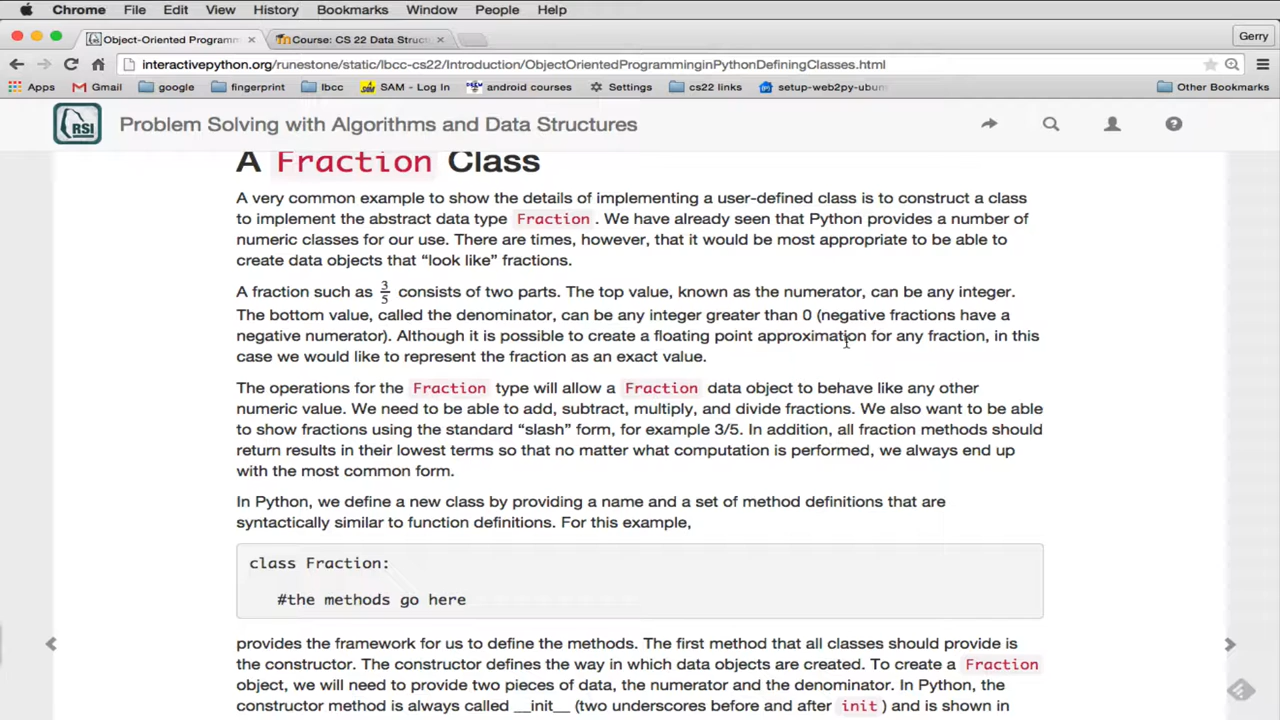 Chrome File Edit View History Bookmarks Window People Help
Object-Oriented Programm
Course: CS 22 Data Struc
Gerry
interactivepython.org/runestone/static/lbcc-cs22/Introduction/ObjectOrientedProgramminginPythonDefiningClasses.html
Apps Gmail google fingerprint lbcc SAM - Log In android courses Settings cs22 links setup-web2py-ubun Other Bookmarks
RSI Problem Solving with Algorithms and Data Structures
A Fraction Class
A very common example to show the details of implementing a user-defined class is to construct a class
to implement the abstract data type Fraction. We have already seen that Python provides a number of
numeric classes for our use. There are times, however, that it would be most appropriate to be able to
create data objects that “look like” fractions.
A fraction such as 3/5 consists of two parts. The top value, known as the numerator, can be any integer.
The bottom value, called the denominator, can be any integer greater than 0 (negative fractions have a
negative numerator). Although it is possible to create a floating point approximation for any fraction, in this
case we would like to represent the fraction as an exact value.
The operations for the Fraction type will allow a Fraction data object to behave like any other
numeric value. We need to be able to add, subtract, multiply, and divide fractions. We also want to be able
to show fractions using the standard “slash” form, for example 3/5. In addition, all fraction methods should
return results in their lowest terms so that no matter what computation is performed, we always end up
with the most common form.
In Python, we define a new class by providing a name and a set of method definitions that are
syntactically similar to function definitions. For this example,
class Fraction:
#the methods go here
provides the framework for us to define the methods. The first method that all classes should provide is
the constructor. The constructor defines the way in which data objects are created. To create a Fraction
object, we will need to provide two pieces of data, the numerator and the denominator. In Python, the
constructor method is always called __init__ (two underscores before and after init) and is shown in